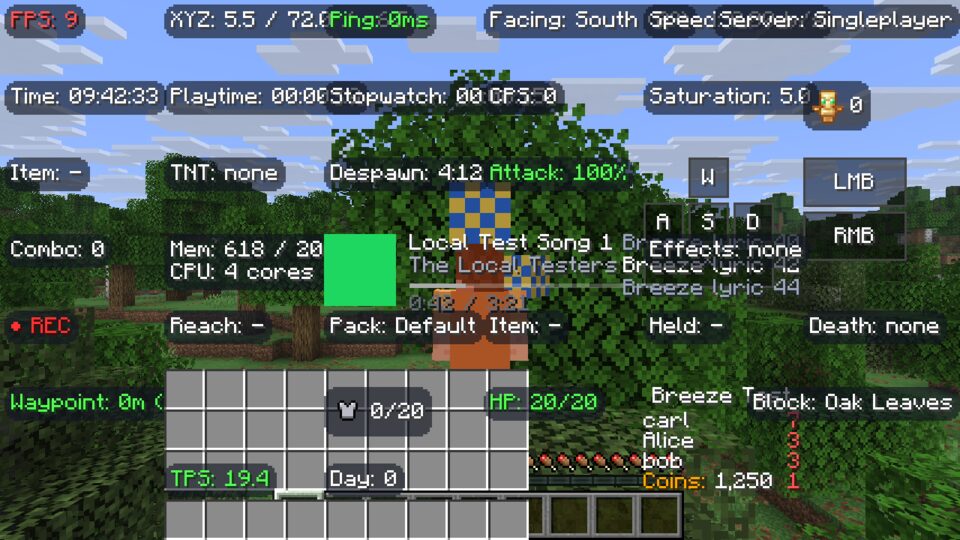 FPS: 9
XYZ: 5.5 / 72.0
Ping: 0ms
Facing: South
Speed
Server: Singleplayer
Time: 09:42:33
Playtime: 00:00
Stopwatch: 00
CPS: 0
Saturation: 5.0
0
Item: -
TNT: none
Despawn: 4:12
Attack: 100%
W
LMB
A
S
D
RMB
Combo: 0
Mem: 618 / 20
CPU: 4 cores
Local Test Song 1
The Local Testers
0:42 / 3:21
Effects: none
Breeze lyric
Breeze lyric 44
● REC
Reach: -
Pack: Default
Item: -
Held: -
Death: none
Waypoint: 0m (
0/20
HP: 20/20
Breeze T
Block: Oak Leaves
carl 7
Alice 3
bob 3
Coins: 1,250 1
TPS: 19.4
Day: 0